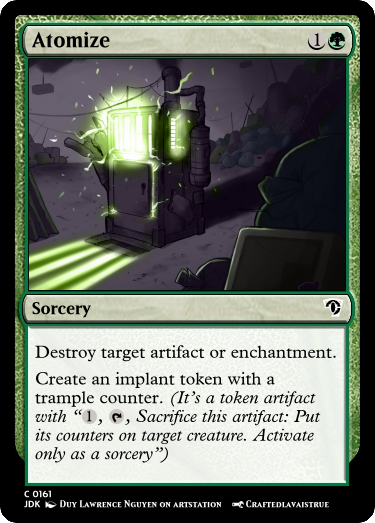 Atomize 1
Sorcery
Destroy target artifact or enchantment.
Create an implant token with a
trample counter. (It's a token artifact
with “1, , Sacrifice this artifact: Put
its counters on target creature. Activate
only as a sorcery”)
C 0161
JDK Duy Lawrence Nguyen on artstation Craftedlavaistrue